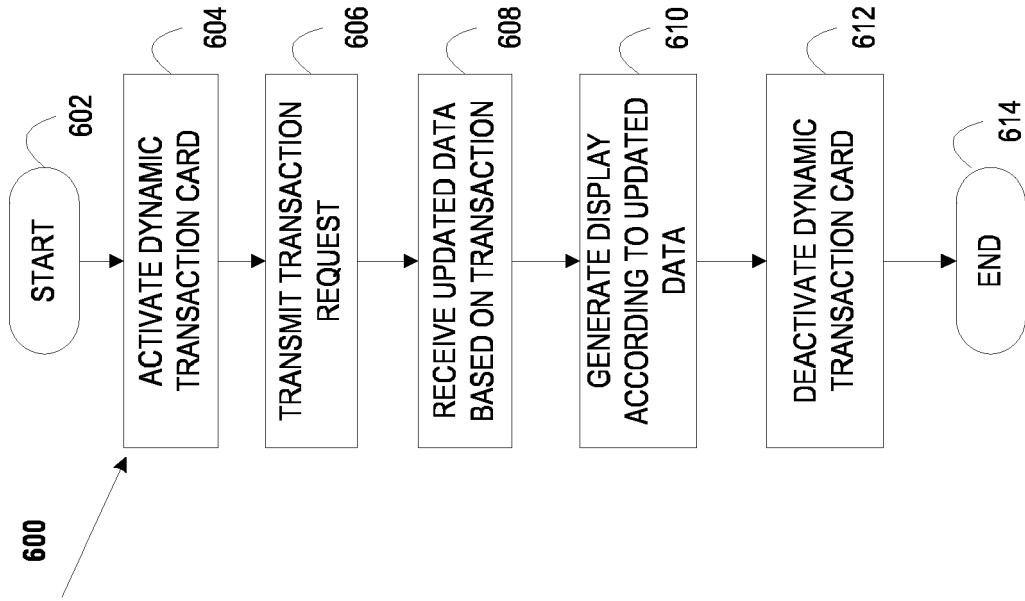 600
START
602
ACTIVATE DYNAMIC
TRANSACTION CARD
604
TRANSMIT TRANSACTION
REQUEST
606
RECEIVE UPDATED DATA
BASED ON TRANSACTION
608
GENERATE DISPLAY
ACCORDING TO UPDATED
DATA
610
DEACTIVATE DYNAMIC
TRANSACTION CARD
612
END
614